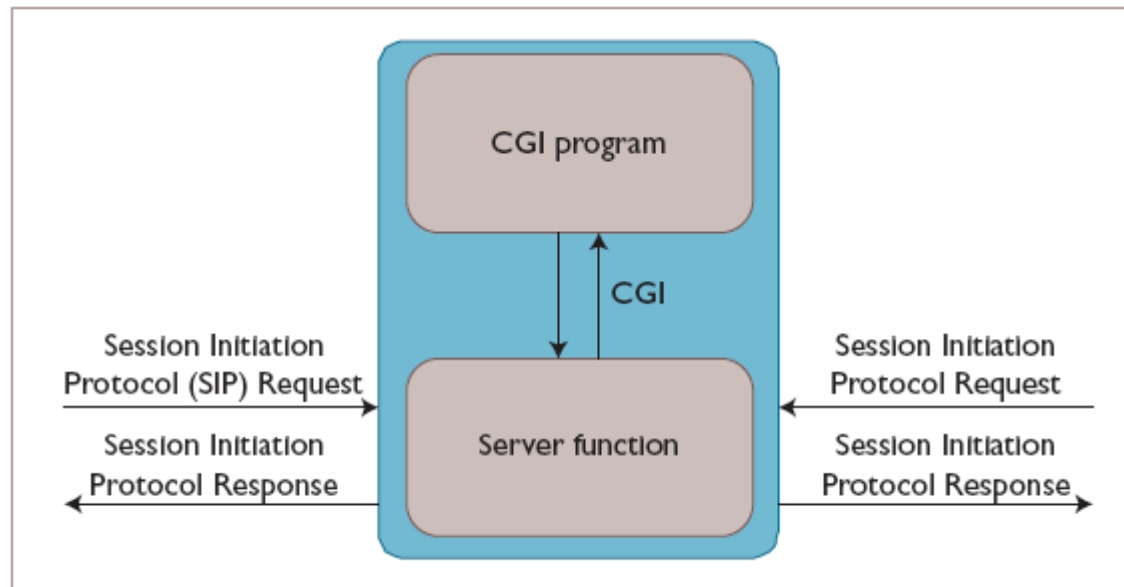 CGI program
CGI
Session Initiation
Protocol (SIP) Request
Session Initiation
Protocol Response
Server function
Session Initiation
Protocol Request
Session Initiation
Protocol Response